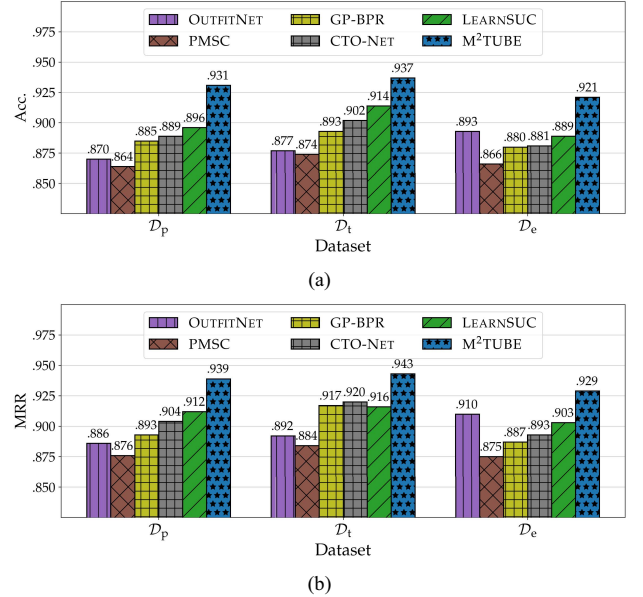 OUTFITNET GP-BPR LEARNSUC
PMSC CTO-NET M²TUBE
.975
.950
.925
.900
.875
.850
Acc.
.870 .864 .885 .889 .896 .931
.877 .874 .893 .902 .914 .937
.893 .866 .880 .881 .889 .921
𝒟p 𝒟t 𝒟e
Dataset
(a)
OUTFITNET GP-BPR LEARNSUC
PMSC CTO-NET M²TUBE
.975
.950
.925
.900
.875
.850
MRR
.886 .876 .893 .904 .912 .939
.892 .884 .917 .920 .916 .943
.910 .875 .887 .893 .903 .929
𝒟p 𝒟t 𝒟e
Dataset
(b)